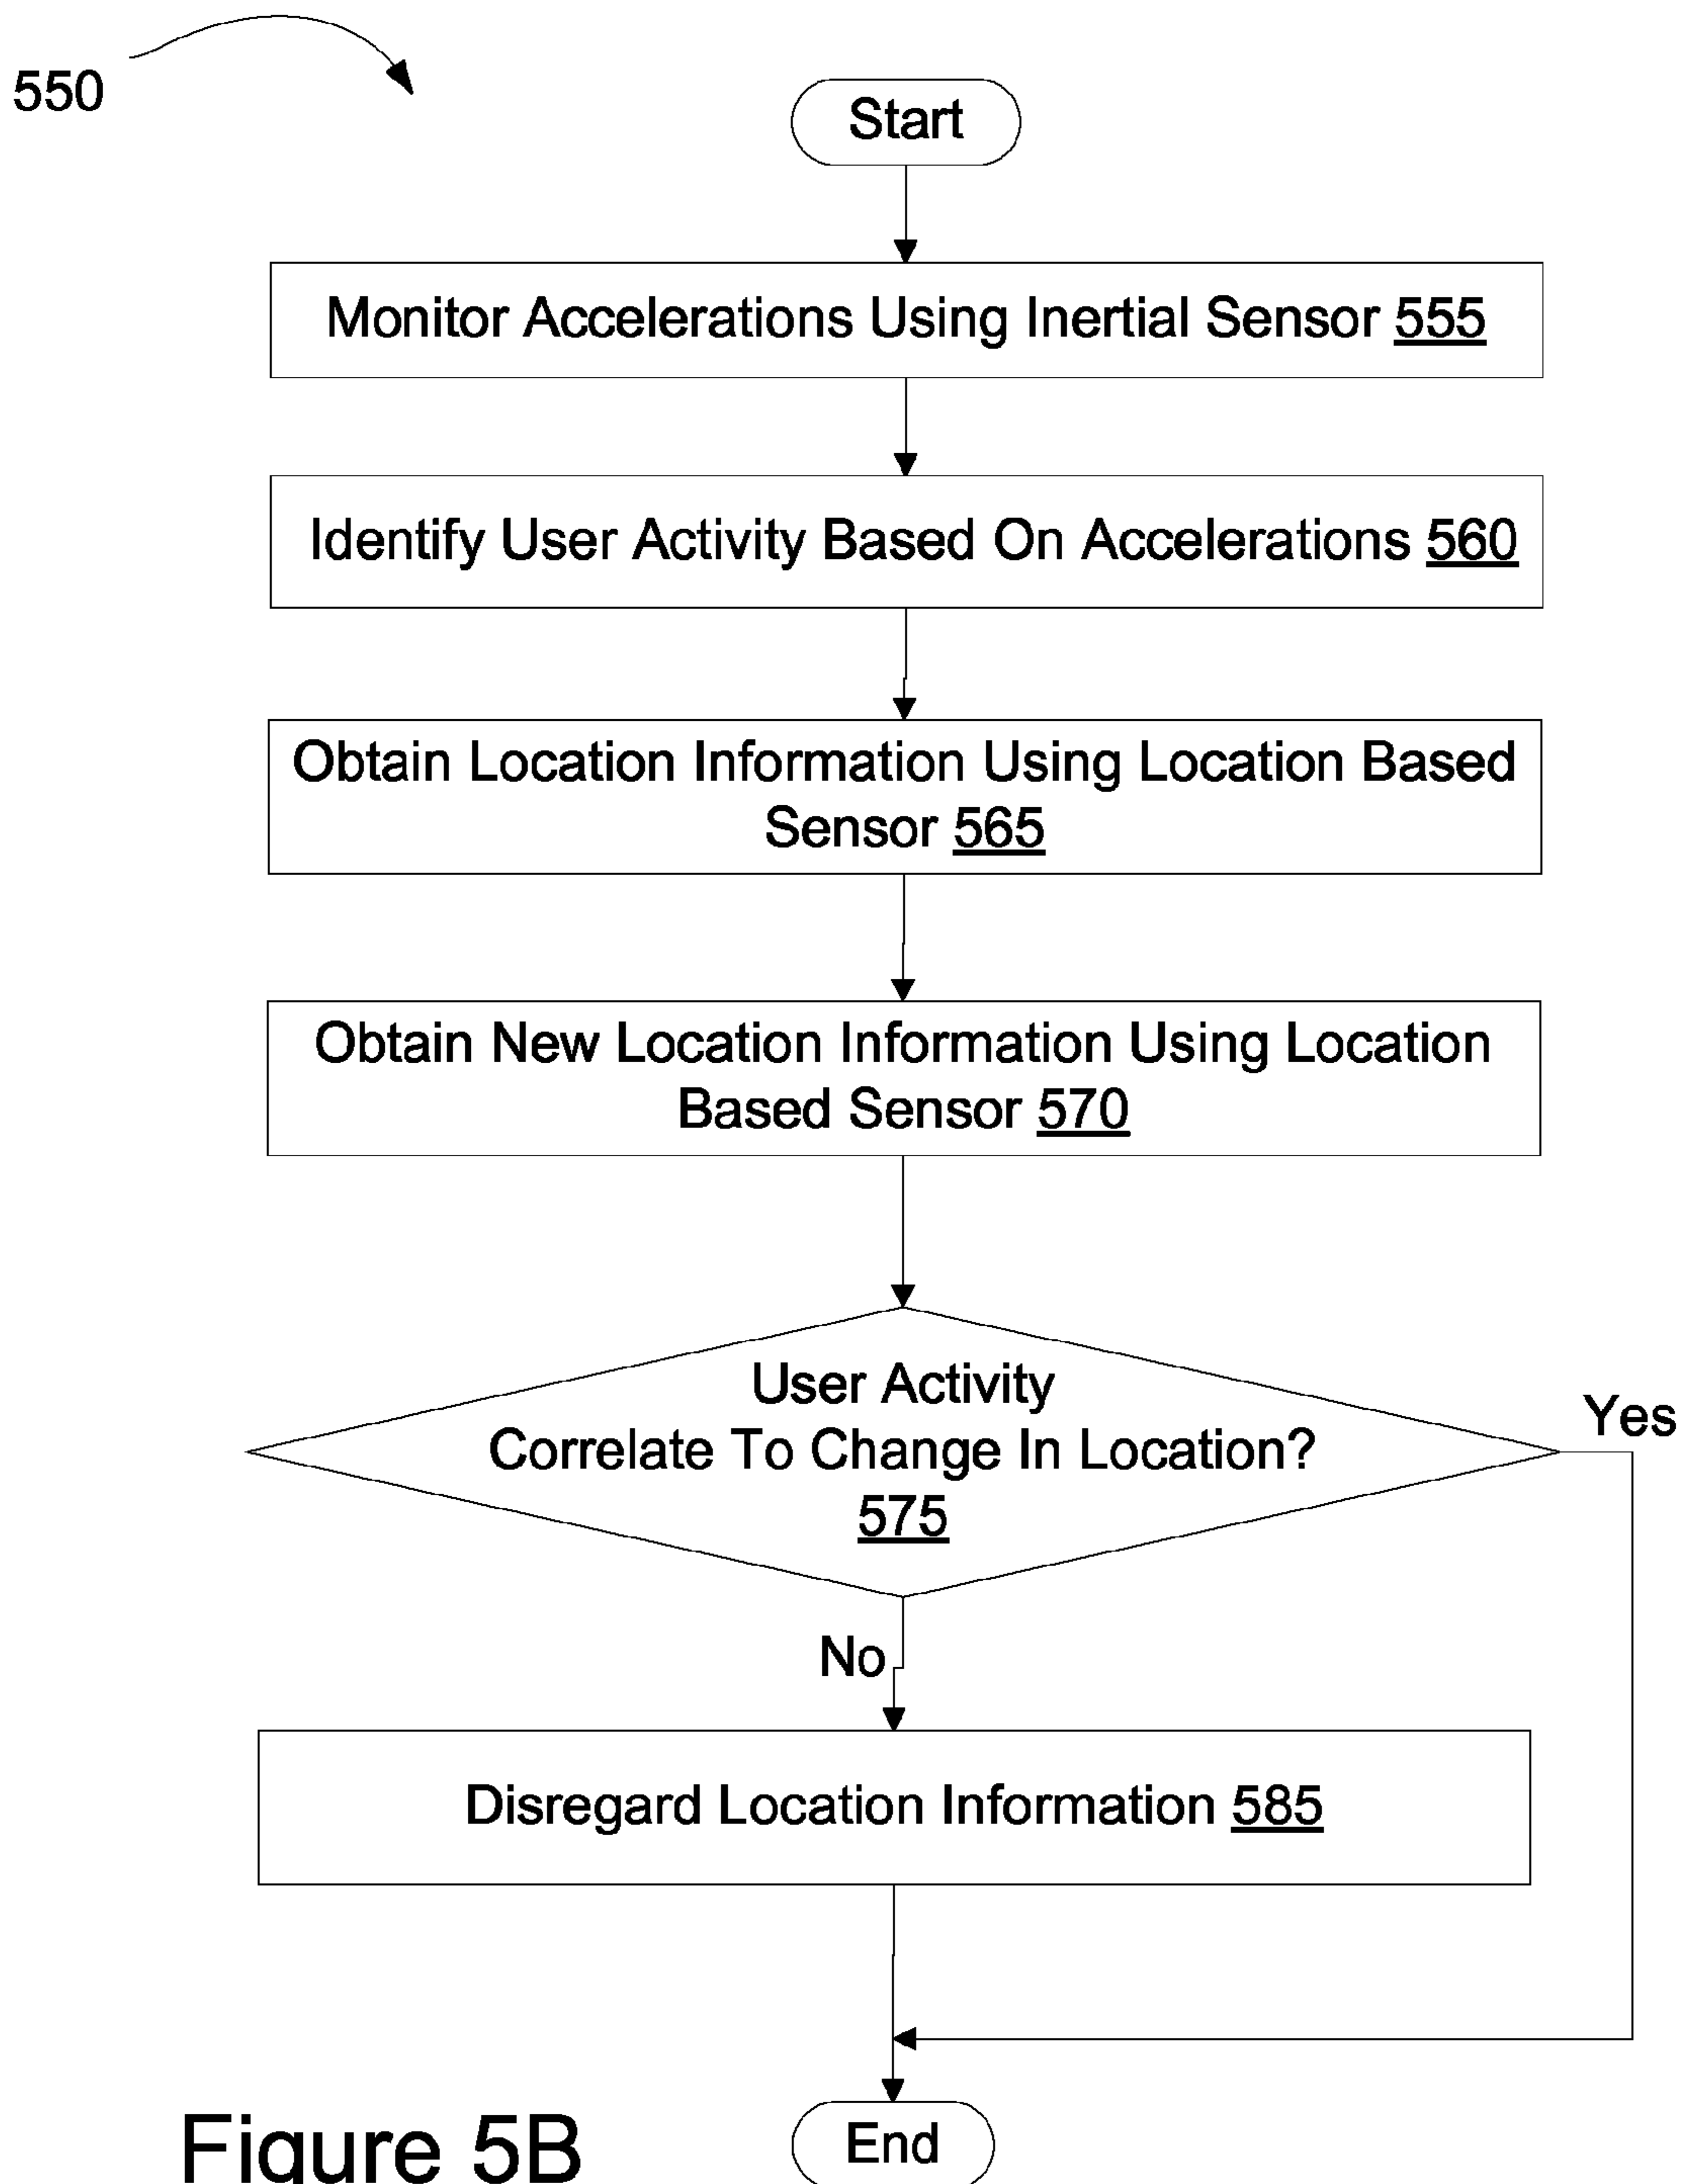 550
Start
Monitor Accelerations Using Inertial Sensor 555
Identify User Activity Based On Accelerations 560
Obtain Location Information Using Location Based
Sensor 565
Obtain New Location Information Using Location
Based Sensor 570
User Activity
Correlate To Change In Location?
575
Yes
No
Disregard Location Information 585
End
Figure 5B